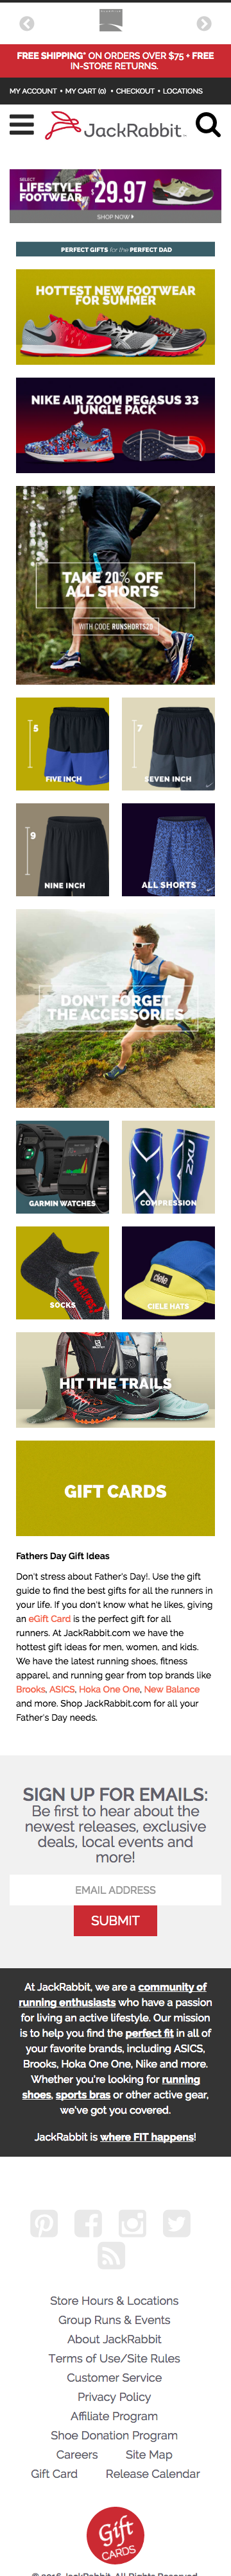 FREE SHIPPING* ON ORDERS OVER $75 + FREE
IN-STORE RETURNS.
MY ACCOUNT • MY CART (0) • CHECKOUT • LOCATIONS
JackRabbit
SELECT
LIFESTYLE
FOOTWEAR
$29.97
SHOP NOW
PERFECT GIFTS for the PERFECT DAD
HOTTEST NEW FOOTWEAR
FOR SUMMER
NIKE AIR ZOOM PEGASUS 33
JUNGLE PACK
TAKE 20% OFF
ALL SHORTS
WITH CODE RUNSHORTS20
5
FIVE INCH
7
SEVEN INCH
9
NINE INCH
ALL SHORTS
DON'T FORGET
THE ACCESSORIES
GARMIN WATCHES
2XU
COMPRESSION
SOCKS
ciele
CIELE HATS
HIT THE TRAILS
GIFT CARDS
Fathers Day Gift Ideas
Don't stress about Father's Day!. Use the gift
guide to find the best gifts for all the runners in
your life. If you don't know what he likes, giving
an eGift Card is the perfect gift for all
runners. At JackRabbit.com we have the
hottest gift ideas for men, women, and kids.
We have the latest running shoes, fitness
apparel, and running gear from top brands like
Brooks, ASICS, Hoka One One, New Balance
and more. Shop JackRabbit.com for all your
Father's Day needs.
SIGN UP FOR EMAILS:
Be first to hear about the
newest releases, exclusive
deals, local events and
more!
EMAIL ADDRESS
SUBMIT
At JackRabbit, we are a community of
running enthusiasts who have a passion
for living an active lifestyle. Our mission
is to help you find the perfect fit in all of
your favorite brands, including ASICS,
Brooks, Hoka One One, Nike and more.
Whether you're looking for running
shoes, sports bras or other active gear,
we've got you covered.
JackRabbit is where FIT happens!
Store Hours & Locations
Group Runs & Events
About JackRabbit
Terms of Use/Site Rules
Customer Service
Privacy Policy
Affiliate Program
Shoe Donation Program
Careers Site Map
Gift Card Release Calendar
Gift
CARDS